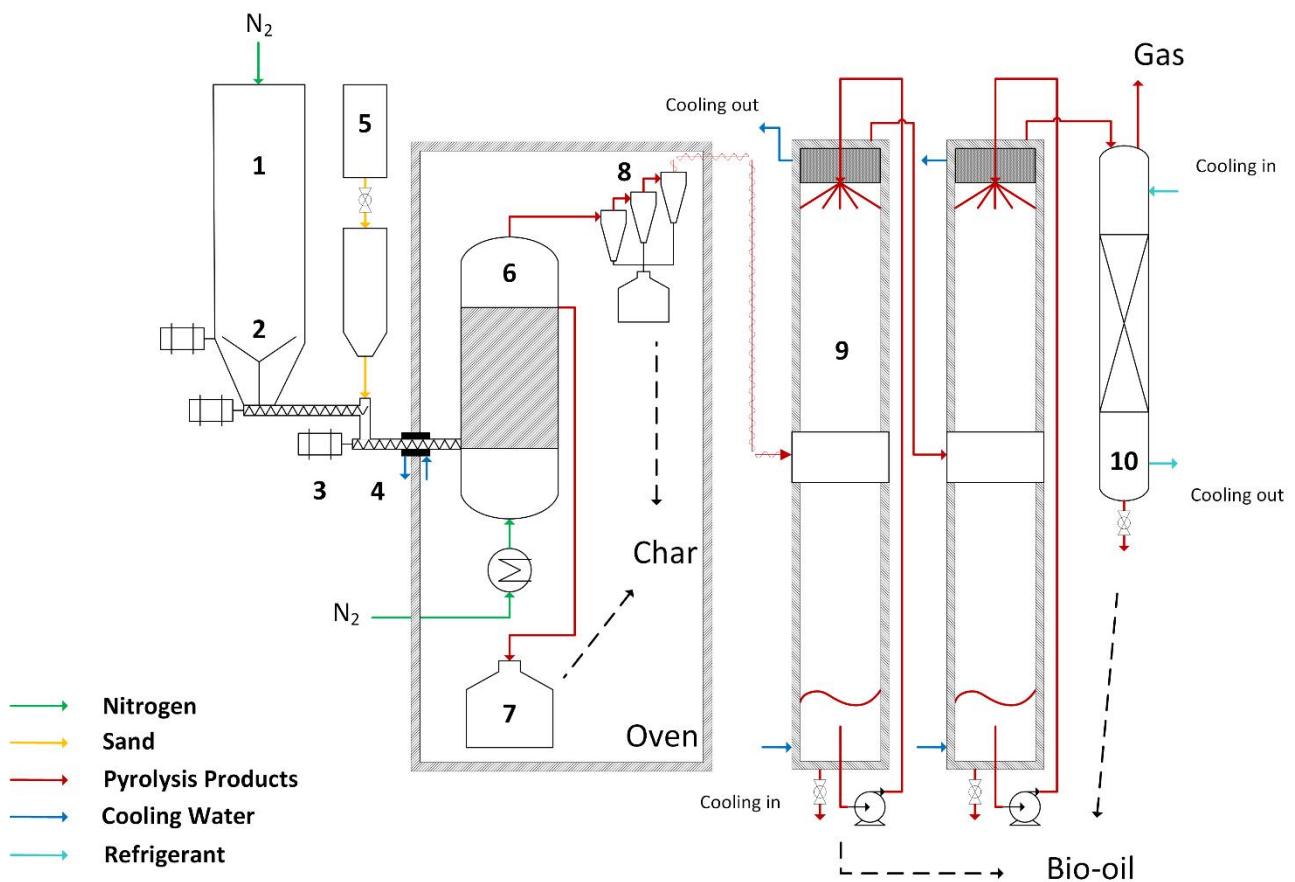 N2
Gas
Cooling out
5
1
8
Cooling in
6
2
9
10
3
4
Cooling out
Char
N2
Nitrogen
7
Sand
Oven
Pyrolysis Products
Cooling in
Cooling Water
Refrigerant
Bio-oil